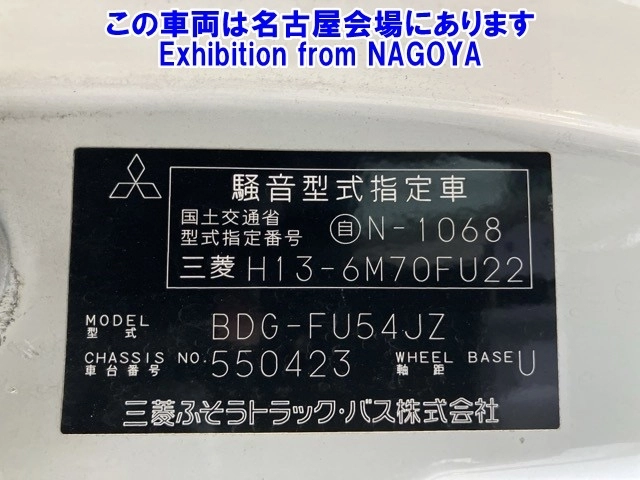 この車両は名古屋会場にあります
Exhibition from NAGOYA
騒音型式指定車
国土交通省
型式指定番号 自N-1068
三菱 H13-6M70FU22
MODEL
型式 BDG-FU54JZ
CHASSIS NO. 550423 WHEEL BASE U
車台番号 軸距
三菱ふそうトラック・バス株式会社